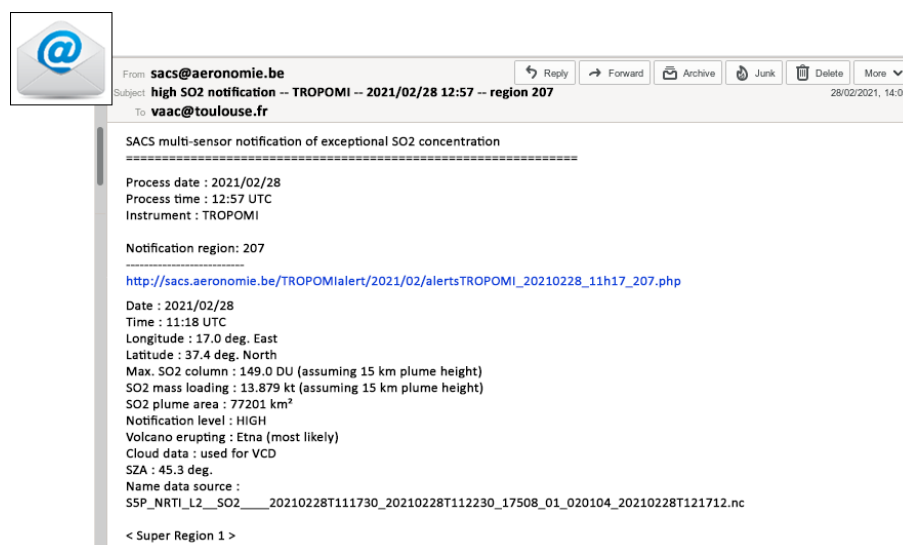 @
From sacs@aeronomie.be
Reply
Forward
Archive
Junk
Delete
More
Subject high SO2 notification -- TROPOMI -- 2021/02/28 12:57 -- region 207
28/02/2021, 14:0
To vaac@toulouse.fr
SACS multi-sensor notification of exceptional SO2 concentration
===============================================================
Process date : 2021/02/28
Process time : 12:57 UTC
Instrument : TROPOMI
Notification region: 207
--------------------------
http://sacs.aeronomie.be/TROPOMIalert/2021/02/alertsTROPOMI_20210228_11h17_207.php
Date : 2021/02/28
Time : 11:18 UTC
Longitude : 17.0 deg. East
Latitude : 37.4 deg. North
Max. SO2 column : 149.0 DU (assuming 15 km plume height)
SO2 mass loading : 13.879 kt (assuming 15 km plume height)
SO2 plume area : 77201 km²
Notification level : HIGH
Volcano erupting : Etna (most likely)
Cloud data : used for VCD
SZA : 45.3 deg.
Name data source :
S5P_NRTI_L2__SO2____20210228T111730_20210228T112230_17508_01_020104_20210228T121712.nc
< Super Region 1 >